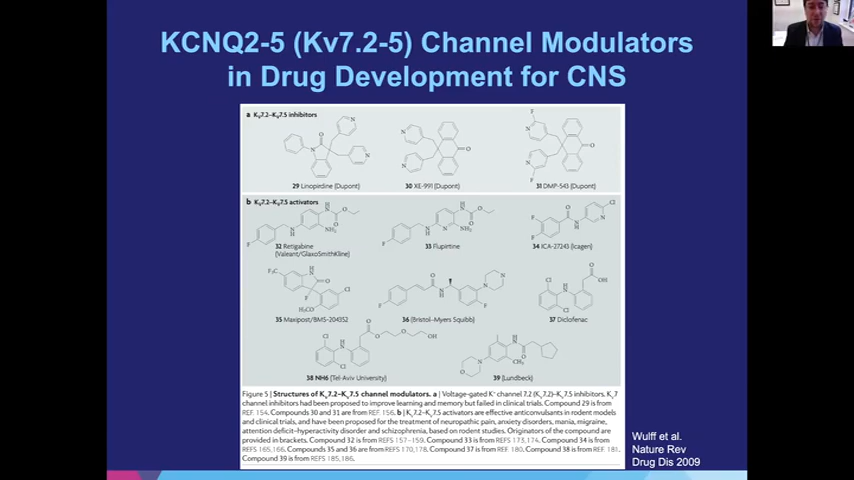 KCNQ2-5 (Kv7.2-5) Channel Modulators
in Drug Development for CNS
a KV7.2–KV7.5 inhibitors
29 Linopirdine (Dupont)
30 XE-991 (Dupont)
31 DMP-543 (Dupont)
b KV7.2–KV7.5 activators
32 Retigabine
(Valeant/GlaxoSmithKline)
33 Flupirtine
34 ICA-27243 (Icagen)
35 Maxipost/BMS-204352
36 (Bristol–Myers Squibb)
37 Diclofenac
38 NH6 (Tel-Aviv University)
39 (Lundbeck)
Figure 5 | Structures of KV7.2–KV7.5 channel modulators. a | Voltage-gated K+ channel 7.2 (KV7.2)–KV7.5 inhibitors. KV7
channel inhibitors had been proposed to improve learning and memory but failed in clinical trials. Compound 29 is from
REF. 154. Compounds 30 and 31 are from REF. 156. b | KV7.2–KV7.5 activators are effective anticonvulsants in rodent models
and clinical trials, and have been proposed for the treatment of neuropathic pain, anxiety disorders, mania, migraine,
attention deficit–hyperactivity disorder and schizophrenia, based on rodent studies. Originators of the compound are
provided in brackets. Compound 32 is from REFS 157–159. Compound 33 is from REFS 173,174. Compound 34 is from
REFS 165,166. Compounds 35 and 36 are from REFS 170,178. Compound 37 is from REF. 180. Compound 38 is from REF. 181.
Compound 39 is from REFS 185,186.
Wulff et al.
Nature Rev
Drug Dis 2009